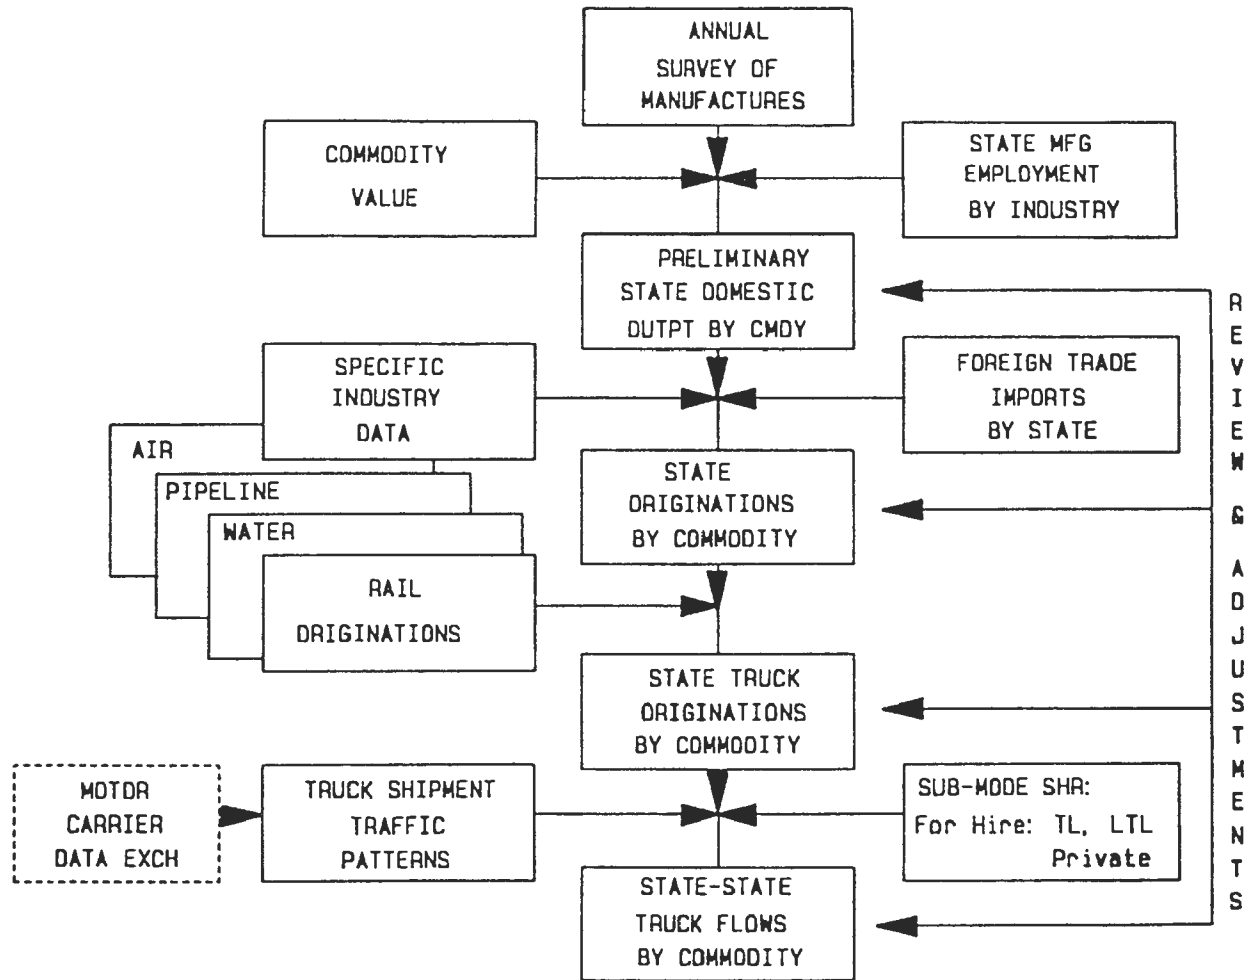 ANNUAL
SURVEY OF
MANUFACTURES
COMMODITY
VALUE
STATE MFG
EMPLOYMENT
BY INDUSTRY
PRELIMINARY
STATE DOMESTIC
OUTPT BY CMDY
SPECIFIC
INDUSTRY
DATA
FOREIGN TRADE
IMPORTS
BY STATE
AIR
PIPELINE
WATER
RAIL
ORIGINATIONS
STATE
ORIGINATIONS
BY COMMODITY
STATE TRUCK
ORIGINATIONS
BY COMMODITY
MOTOR
CARRIER
DATA EXCH
TRUCK SHIPMENT
TRAFFIC
PATTERNS
SUB-MODE SHR:
For Hire: TL, LTL
Private
STATE-STATE
TRUCK FLOWS
BY COMMODITY
REVIEW & ADJUSTMENTS